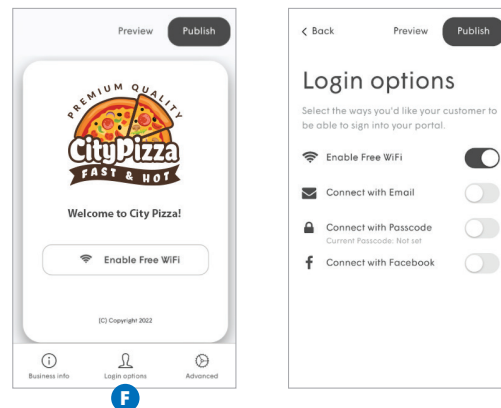 Preview Publish
PREMIUM QUALITY
CityPizza
FAST & HOT
Welcome to City Pizza!
Enable Free WiFi
(C) Copyright 2022
Business info Login options Advanced
F
Back Preview Publish
Login options
Select the ways you'd like your customer to
be able to sign into your portal.
Enable Free WiFi
Connect with Email
Connect with Passcode
Current Passcode: Not set
Connect with Facebook